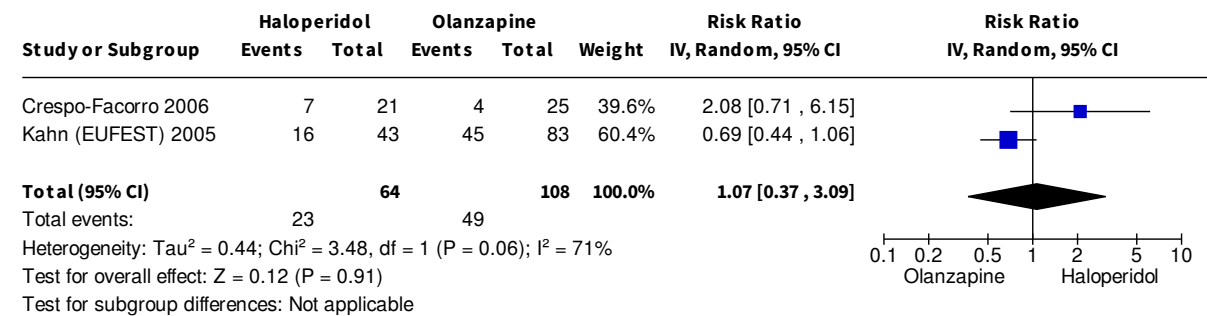 Haloperidol Olanzapine Risk Ratio Risk Ratio
Study or Subgroup Events Total Events Total Weight IV, Random, 95% CI IV, Random, 95% CI
Crespo-Facorro 2006 7 21 4 25 39.6% 2.08 [0.71 , 6.15]
Kahn (EUFEST) 2005 16 43 45 83 60.4% 0.69 [0.44 , 1.06]
Total (95% CI) 64 108 100.0% 1.07 [0.37 , 3.09]
Total events: 23 49
Heterogeneity: Tau² = 0.44; Chi² = 3.48, df = 1 (P = 0.06); I² = 71%
0.1 0.2 0.5 1 2 5 10
Test for overall effect: Z = 0.12 (P = 0.91)
Olanzapine Haloperidol
Test for subgroup differences: Not applicable